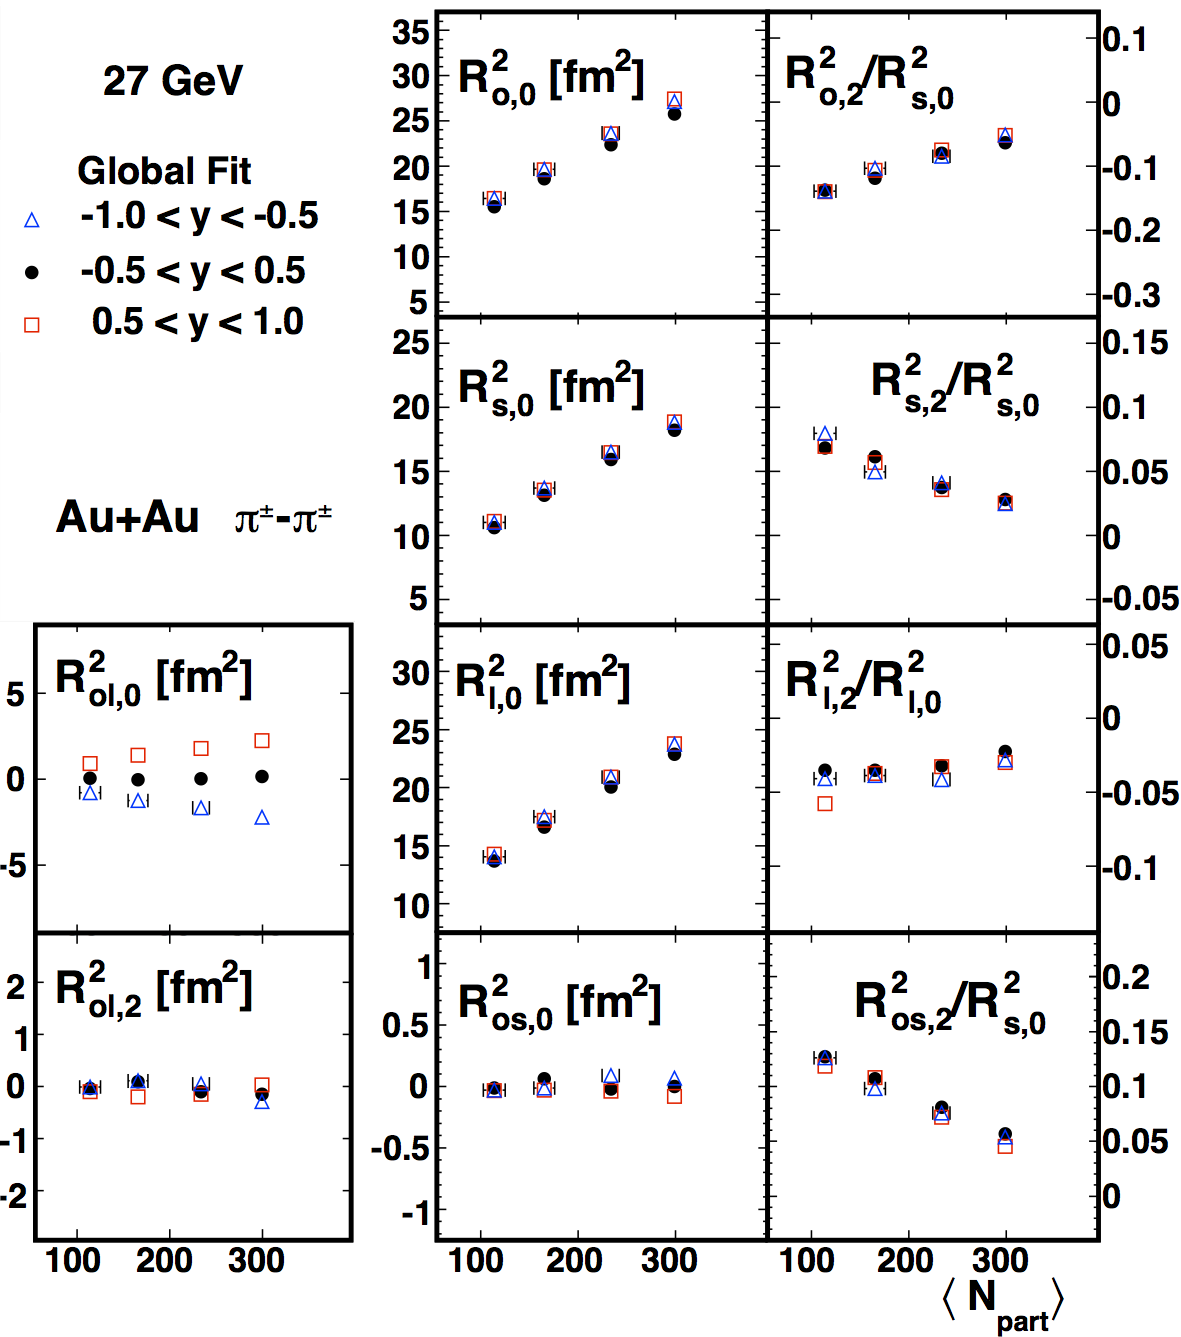 27 GeV
Global Fit
-1.0 < y < -0.5
-0.5 < y < 0.5
0.5 < y < 1.0
Au+Au π±-π±
R²o,0 [fm²]
35
30
25
20
15
10
5
R²o,2/R²s,0
0.1
0
-0.1
-0.2
-0.3
R²s,0 [fm²]
25
20
15
10
5
R²s,2/R²s,0
0.15
0.1
0.05
0
-0.05
R²ol,0 [fm²]
5
0
-5
R²l,0 [fm²]
30
25
20
15
10
R²l,2/R²l,0
0.05
0
-0.05
-0.1
R²ol,2 [fm²]
2
1
0
-1
-2
R²os,0 [fm²]
1
0.5
0
-0.5
-1
R²os,2/R²s,0
0.2
0.15
0.1
0.05
0
100 200 300
100 200 300
100 200 300
⟨ Npart ⟩